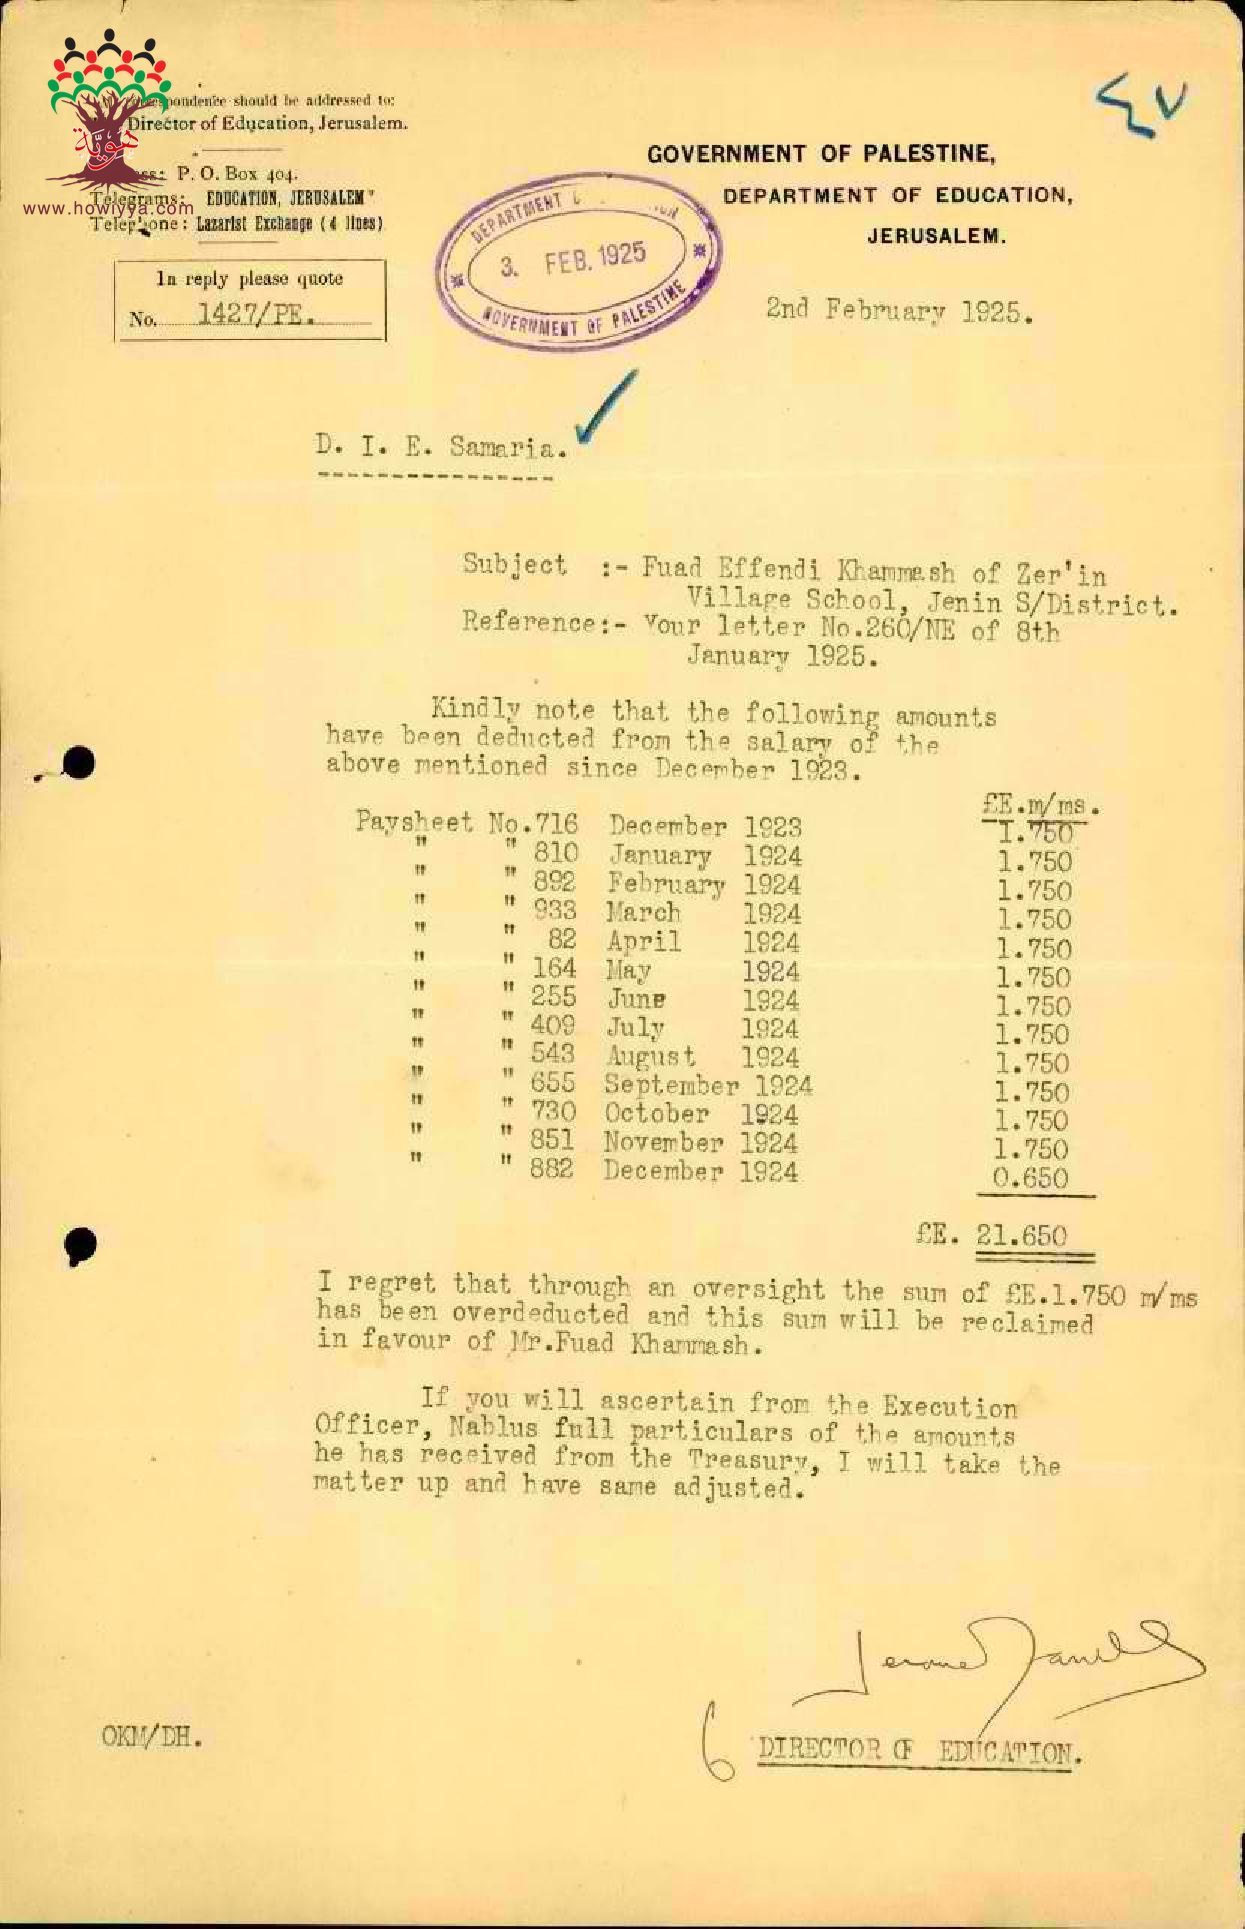 correspondence should be addressed to:
Director of Education, Jerusalem.
P. O. Box 404.
Telegrams: EDUCATION, JERUSALEM"
Telephone: Lazarist Exchange (4 lines)
www.howiyya.com
هوية
In reply please quote
No. 1427/PE.
DEPARTMENT
3. FEB. 1925
GOVERNMENT OF PALESTINE
٤٧
GOVERNMENT OF PALESTINE,
DEPARTMENT OF EDUCATION,
JERUSALEM.
2nd February 1925.
D. I. E. Samaria.
Subject :- Fuad Effendi Khammash of Zer'in
Village School, Jenin S/District.
Reference:- Your letter No.260/NE of 8th
January 1925.
Kindly note that the following amounts
have been deducted from the salary of the
above mentioned since December 1923.
£E.m/ms.
Paysheet No.716 December 1923 1.750
" " 810 January 1924 1.750
" " 892 February 1924 1.750
" " 933 March 1924 1.750
" " 82 April 1924 1.750
" " 164 May 1924 1.750
" " 255 June 1924 1.750
" " 409 July 1924 1.750
" " 543 August 1924 1.750
" " 655 September 1924 1.750
" " 730 October 1924 1.750
" " 851 November 1924 1.750
" " 882 December 1924 0.650
£E. 21.650
I regret that through an oversight the sum of £E.1.750 m/ms
has been overdeducted and this sum will be reclaimed
in favour of Mr.Fuad Khammash.
If you will ascertain from the Execution
Officer, Nablus full particulars of the amounts
he has received from the Treasury, I will take the
matter up and have same adjusted.
Jerome Farrell
6
DIRECTOR OF EDUCATION.
OKM/DH.